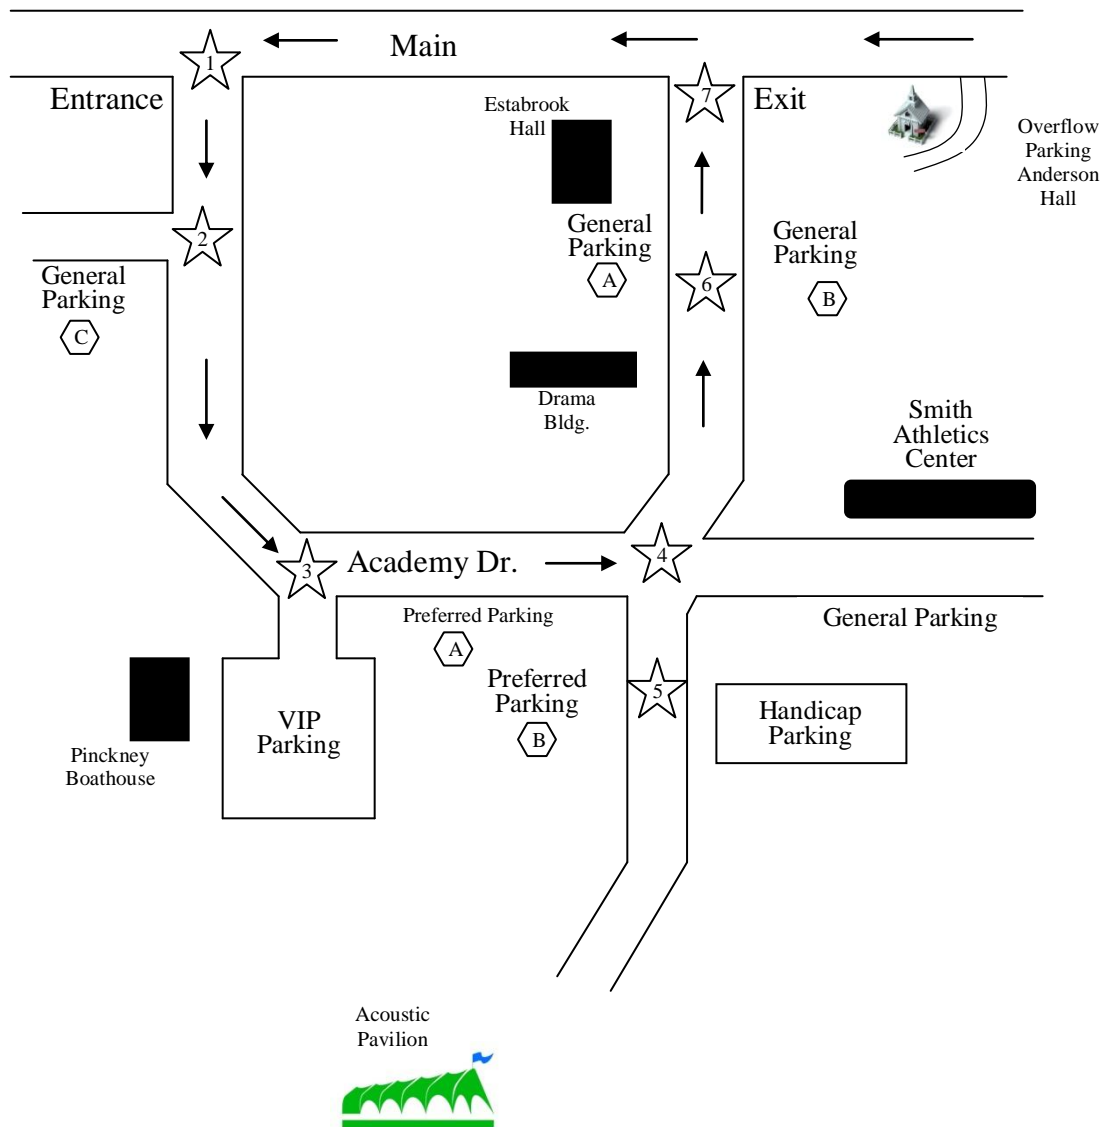 Main
1
7
Entrance
Exit
Estabrook
Hall
Overflow
Parking
Anderson
Hall
2
General
Parking
A
General
Parking
B
General
Parking
C
6
Drama
Bldg.
Smith
Athletics
Center
3
Academy Dr.
4
Preferred Parking
A
General Parking
Preferred
Parking
B
5
Handicap
Parking
VIP
Parking
Pinckney
Boathouse
Acoustic
Pavilion